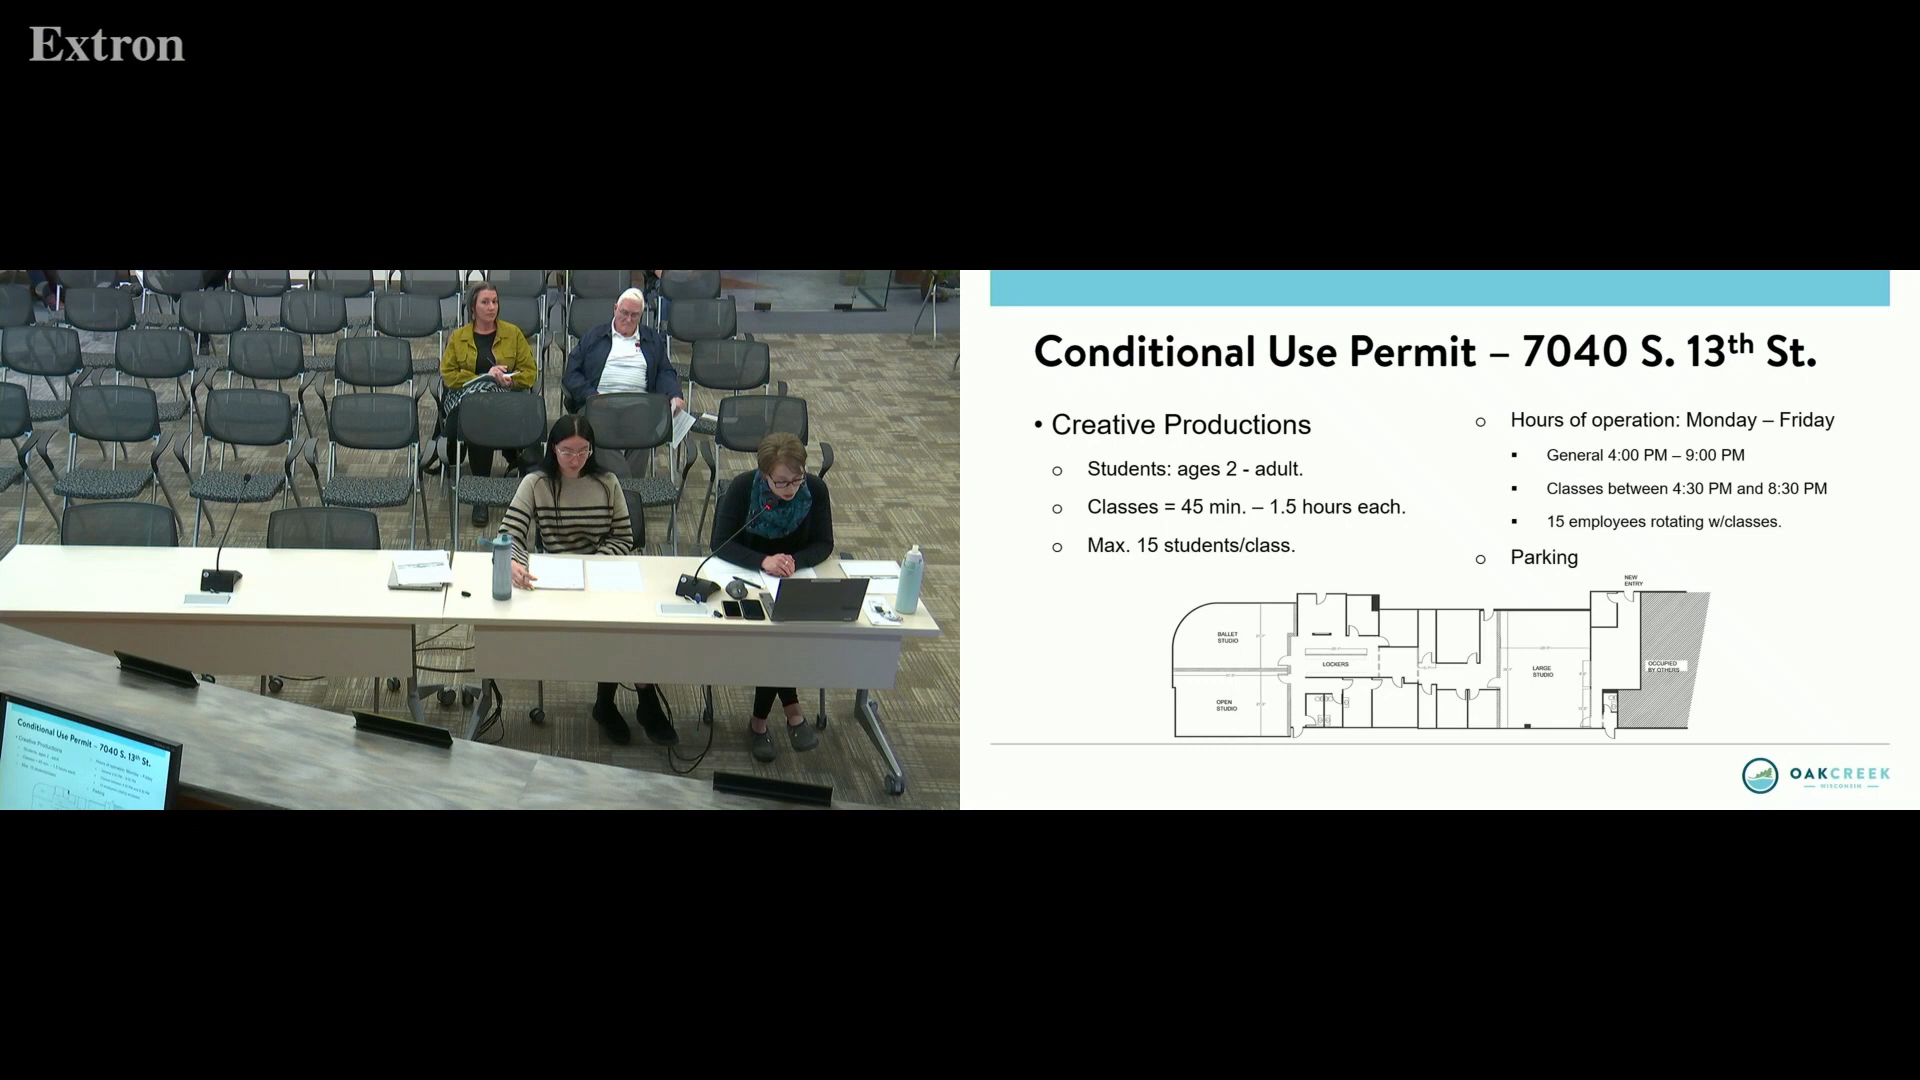 Extron
Conditional Use Permit – 7040 S. 13th St.
• Creative Productions
o Students: ages 2 - adult.
o Classes = 45 min. – 1.5 hours each.
o Max. 15 students/class.
o Hours of operation: Monday – Friday
▪ General 4:00 PM – 9:00 PM
▪ Classes between 4:30 PM and 8:30 PM
▪ 15 employees rotating w/classes.
o Parking
NEW
ENTRY
BALLET
STUDIO
LOCKERS
OPEN
STUDIO
LARGE
STUDIO
OCCUPIED
BY OTHERS
OAKCREEK
WISCONSIN
Conditional Use Permit – 7040 S. 13th St.
• Creative Productions